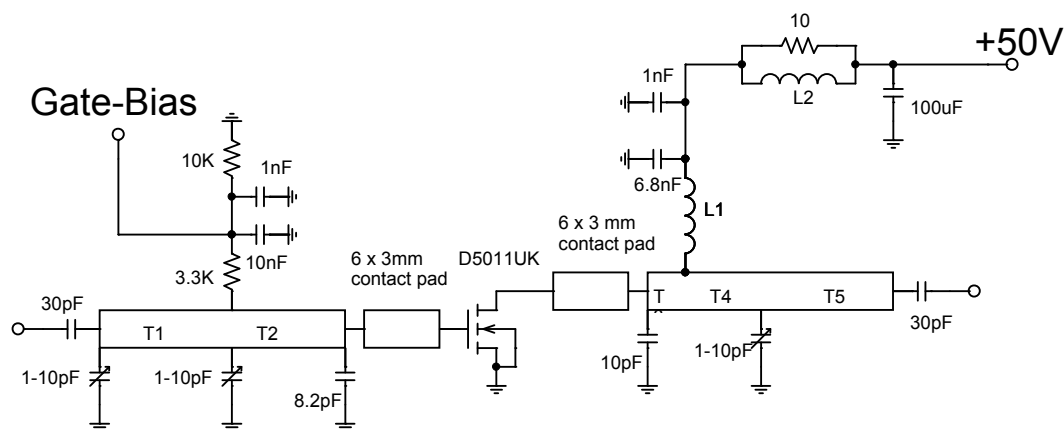 10
+50V
1nF
L2
100uF
Gate-Bias
10K
1nF
6.8nF
L1
6 x 3 mm
contact pad
10nF
6 x 3mm
contact pad
D5011UK
3.3K
30pF
T1
T2
T
T4
T5
30pF
1-10pF
1-10pF
8.2pF
10pF
1-10pF